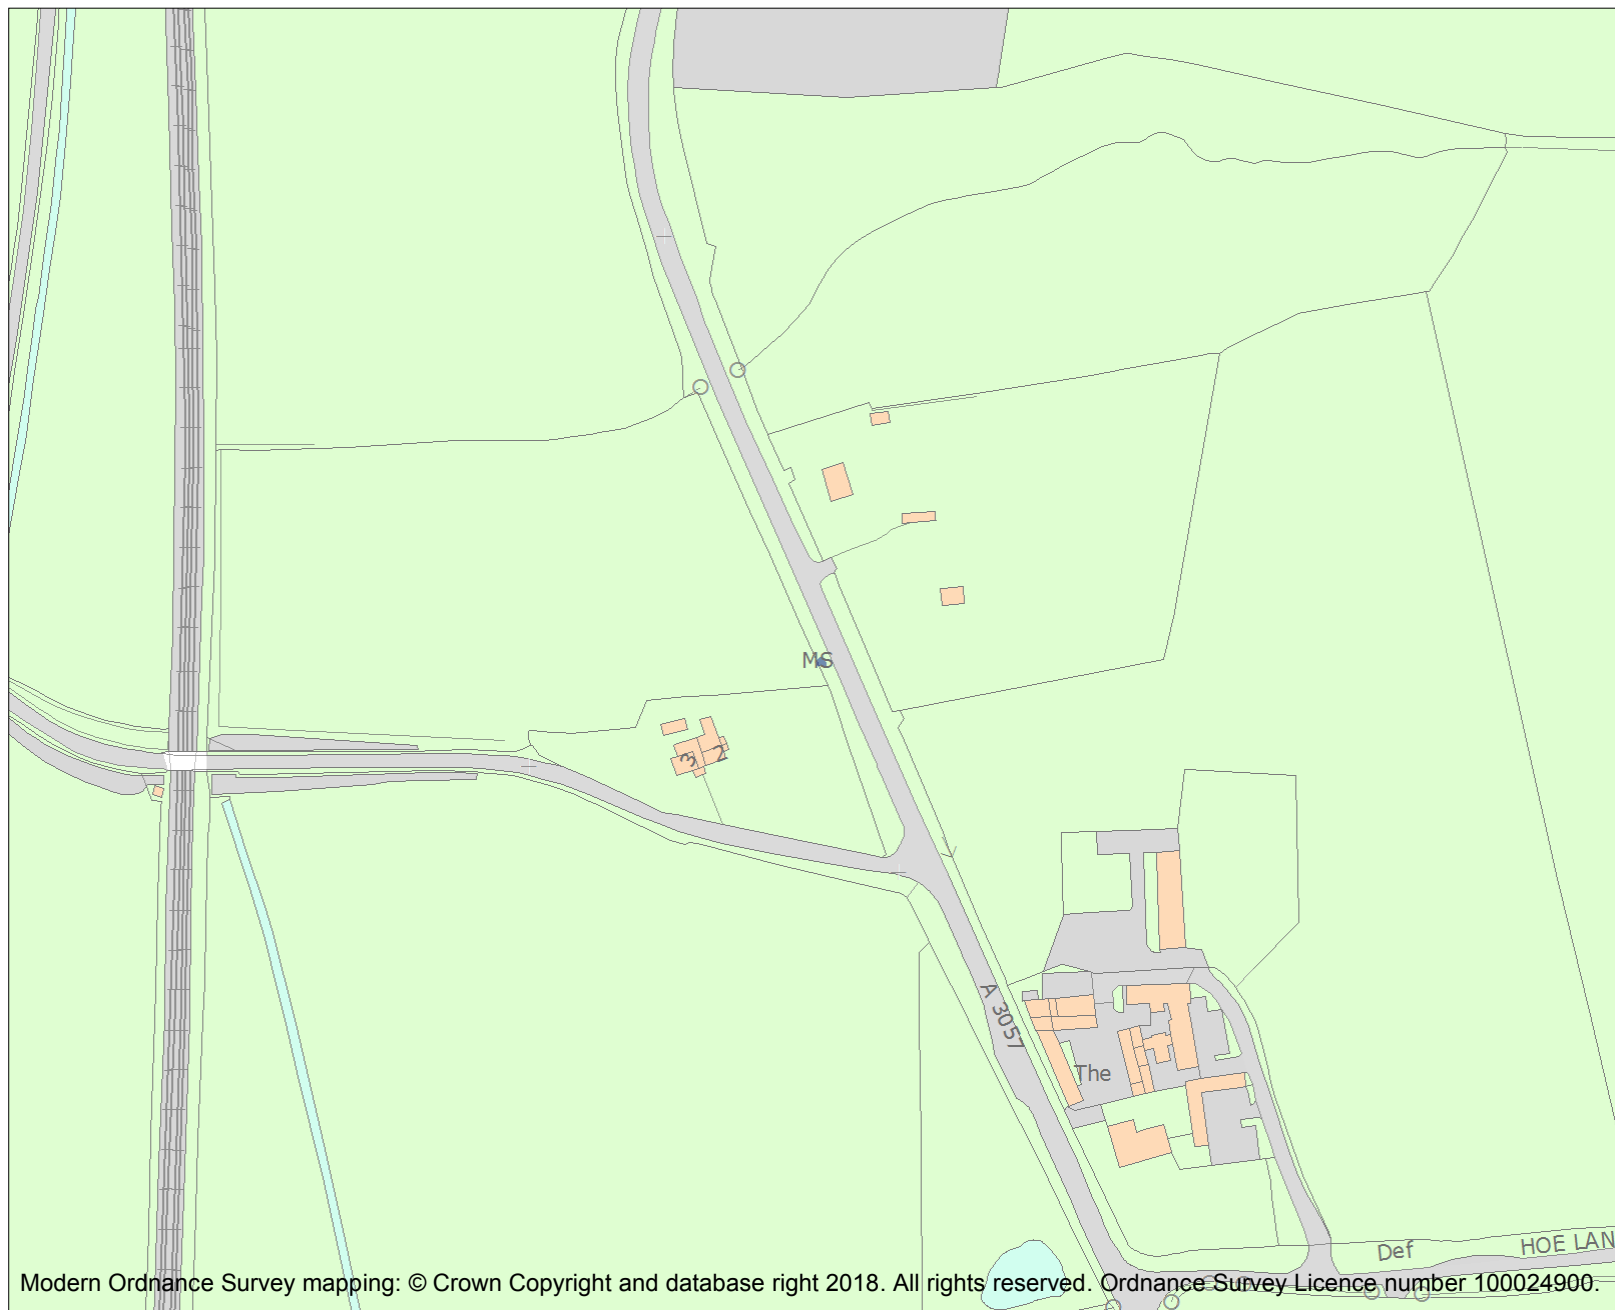 MS
3 2
A 3057
The
Def
HOE LAN
Modern Ordnance Survey mapping: © Crown Copyright and database right 2018. All rights reserved. Ordnance Survey Licence number 100024900.